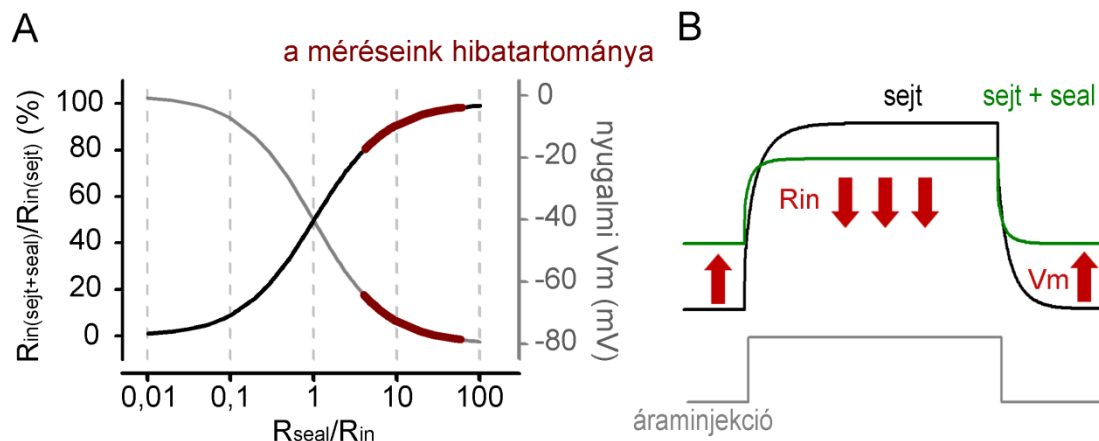 A
a méréseink hibatartománya
Rin(sejt+seal)/Rin(sejt) (%)
100
80
60
40
20
0
0,01
0,1
1
10
100
Rseal/Rin
0
-20
-40
-60
-80
nyugalmi Vm (mV)
B
sejt
sejt + seal
Rin
Vm
áraminjekció